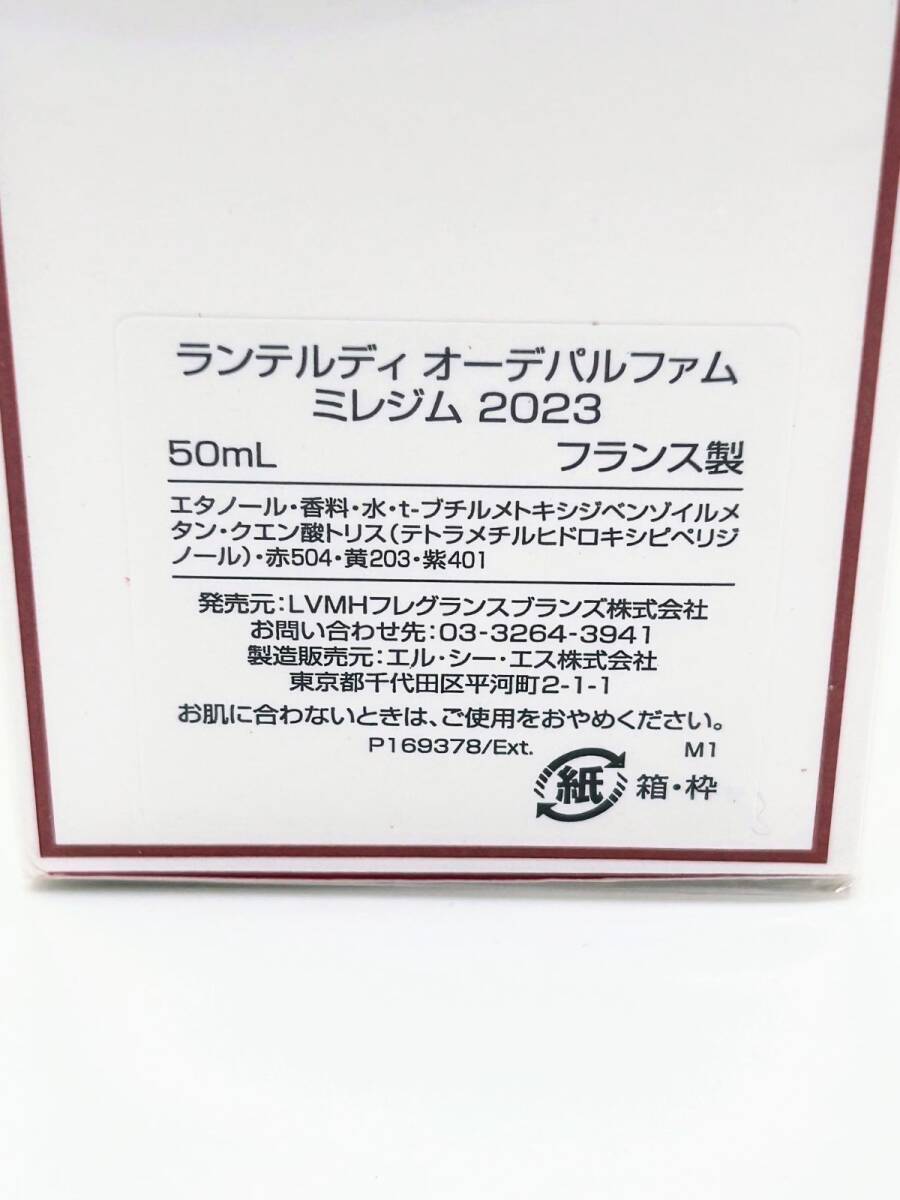 ランテルディ オーデパルファム
ミレジム 2023
50mL フランス製
エタノール・香料・水・t-ブチルメトキシジベンゾイルメ
タン・クエン酸トリス(テトラメチルヒドロキシピペリジ
ノール)・赤504・黄203・紫401
発売元:LVMHフレグランスブランズ株式会社
お問い合わせ先:03-3264-3941
製造販売元:エル・シー・エス株式会社
東京都千代田区平河町2-1-1
お肌に合わないときは、ご使用をおやめください。
P169378/Ext. M1
紙 箱・枠